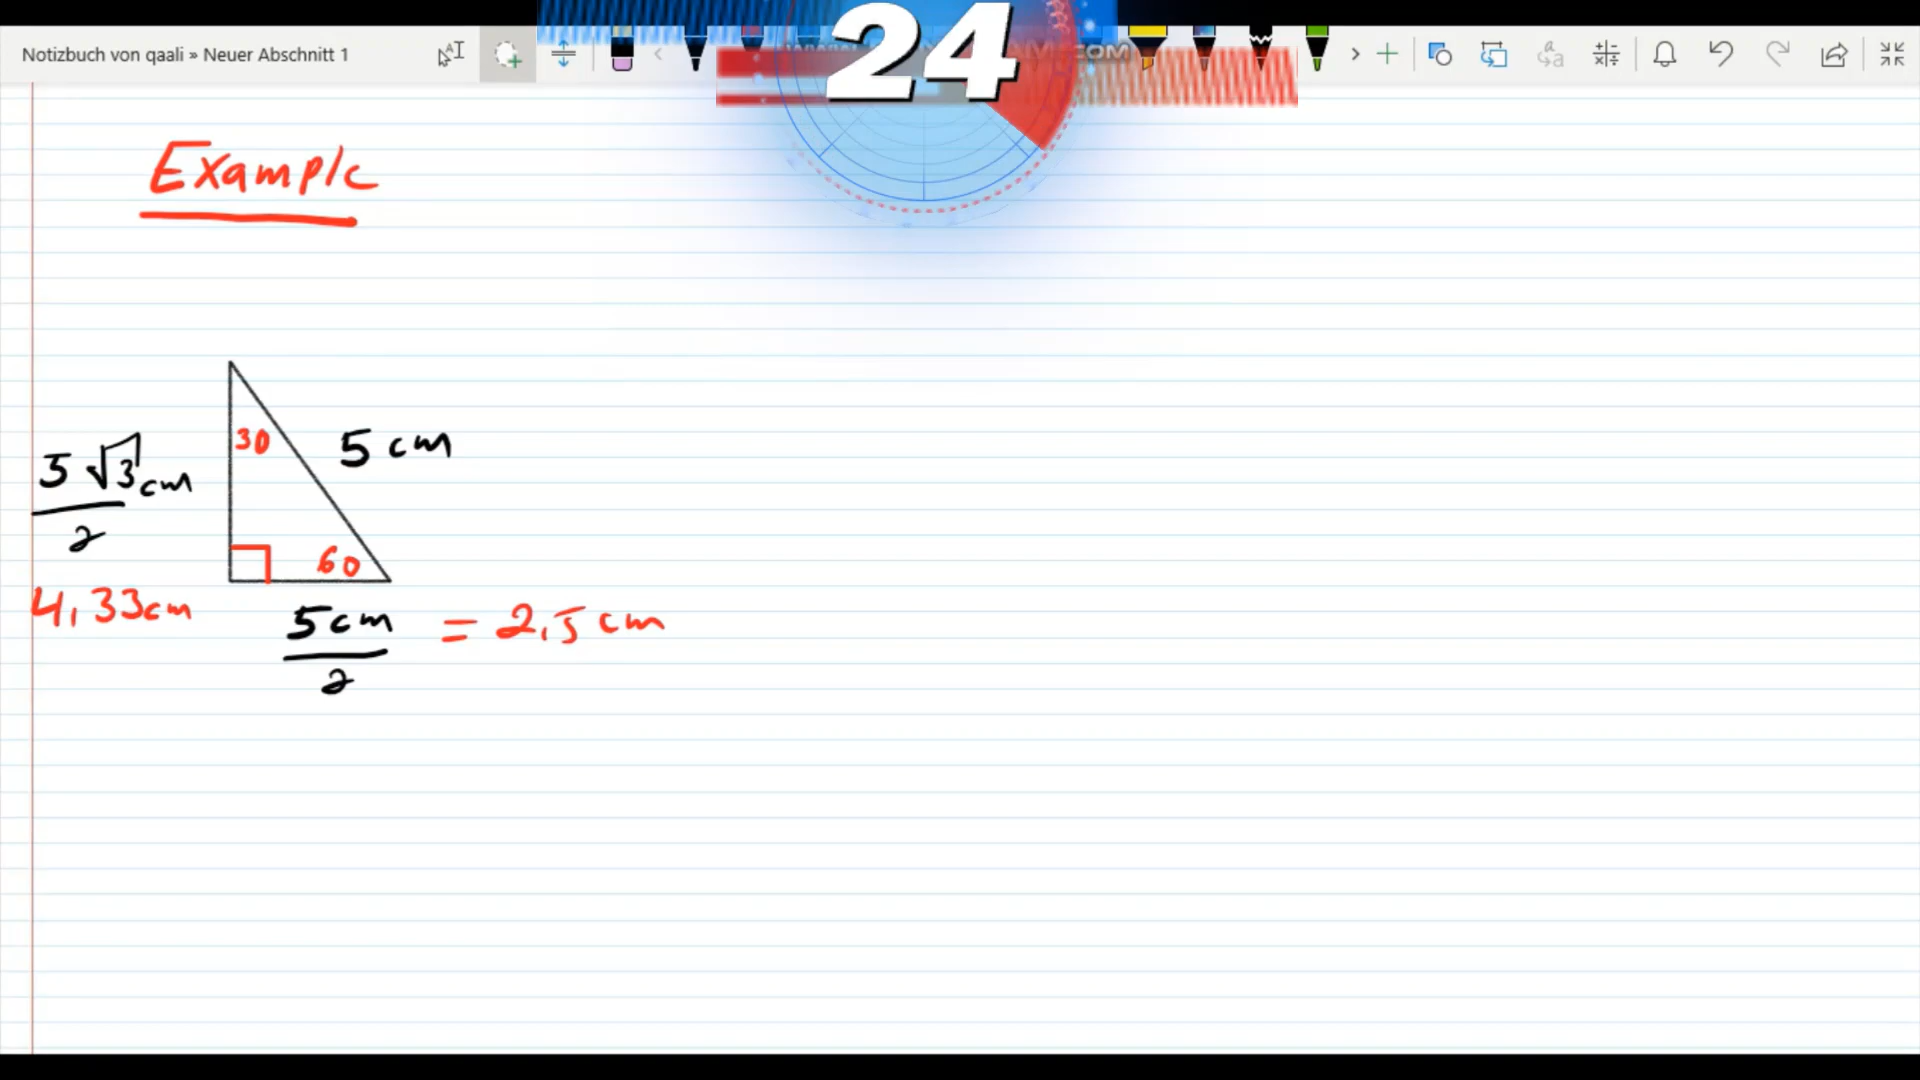 Notizbuch von qaali » Neuer Abschnitt 1
24
Example
30
5 cm
5 √3 cm
2
60
4,33cm
5cm = 2,5 cm
2